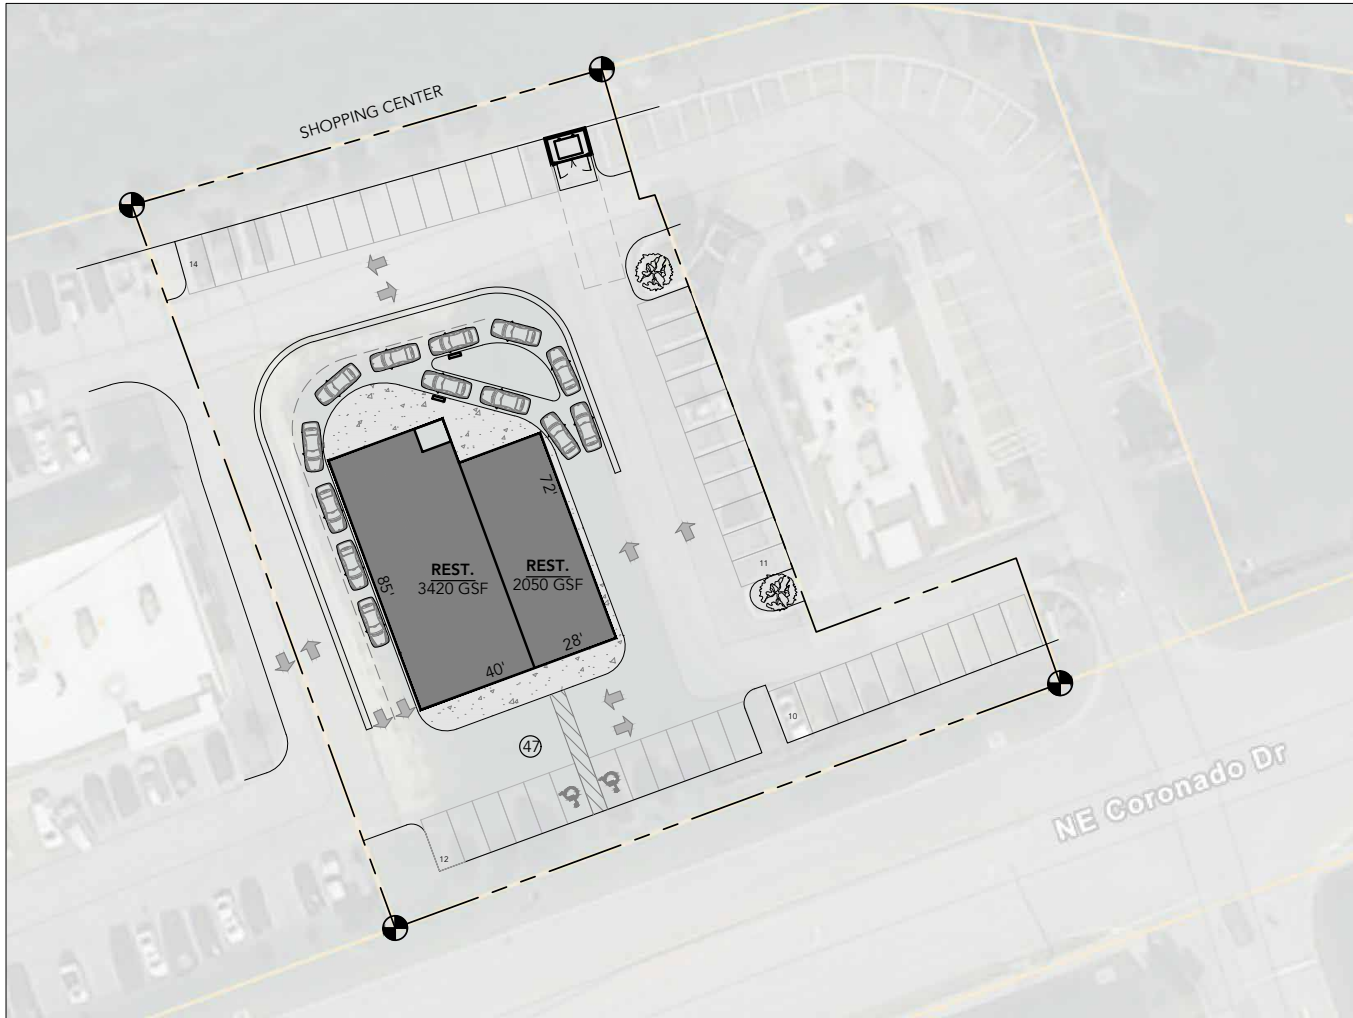 SHOPPING CENTER
14
72'
11
REST.
3420 GSF
REST.
2050 GSF
85'
28'
40'
47
10
12
NE Coronado Dr